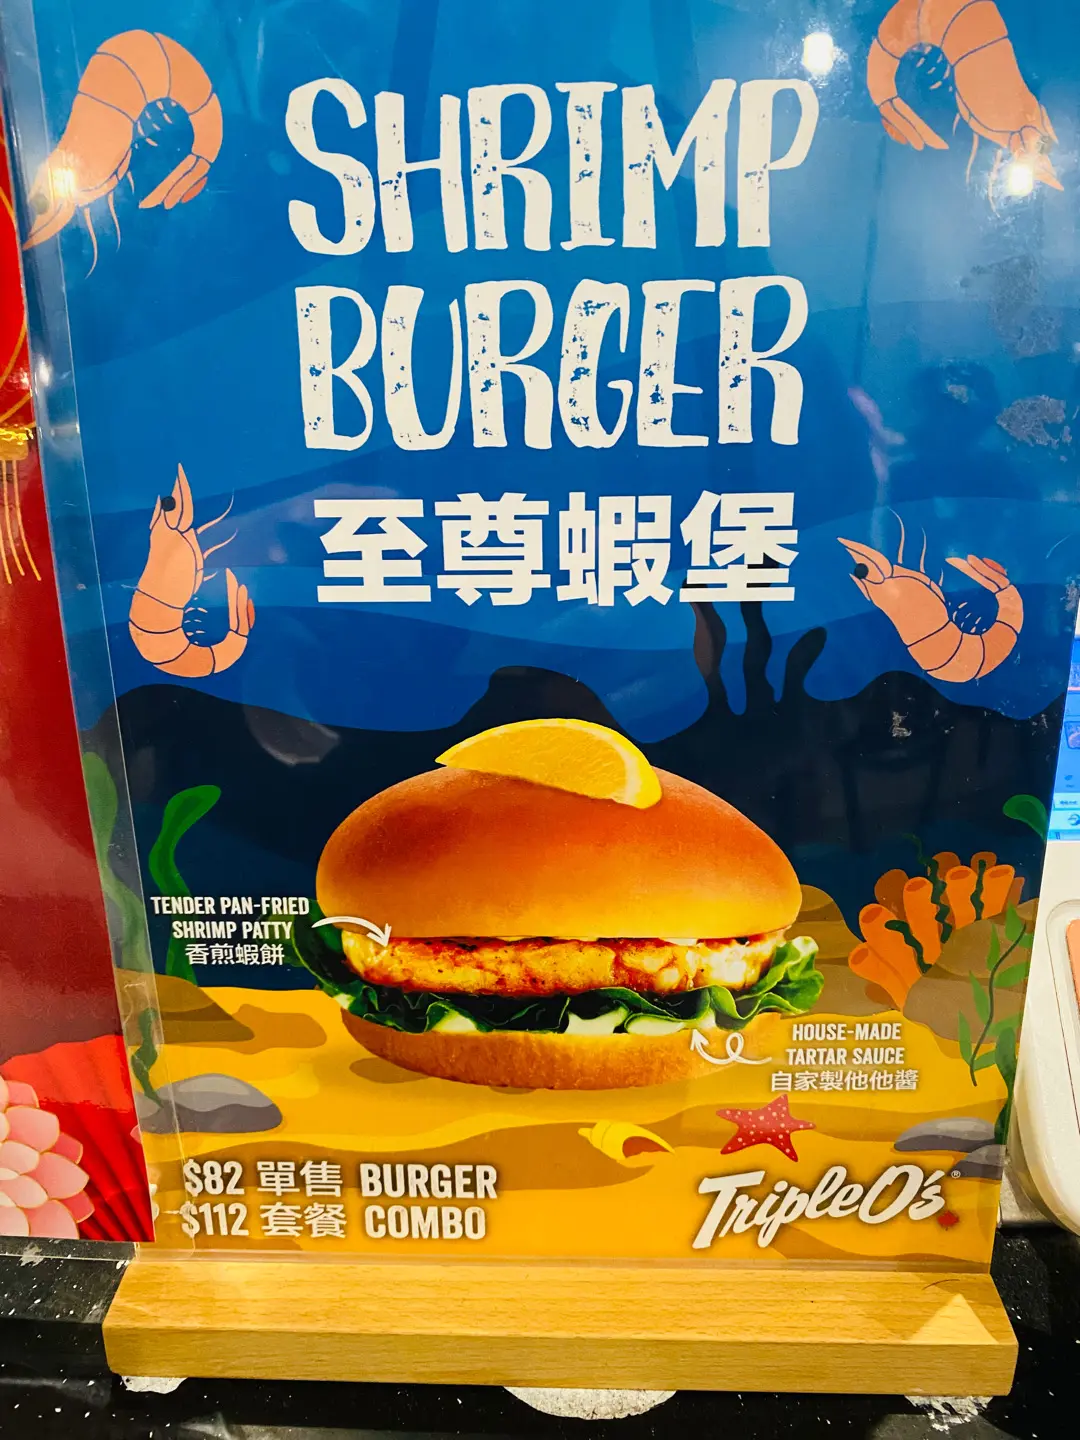 SHRIMP
BURGER
至尊蝦堡
TENDER PAN-FRIED
SHRIMP PATTY
香煎蝦餅
HOUSE-MADE
TARTAR SAUCE
自家製他他醬
$82 單售 BURGER
$112 套餐 COMBO
TripleO's®